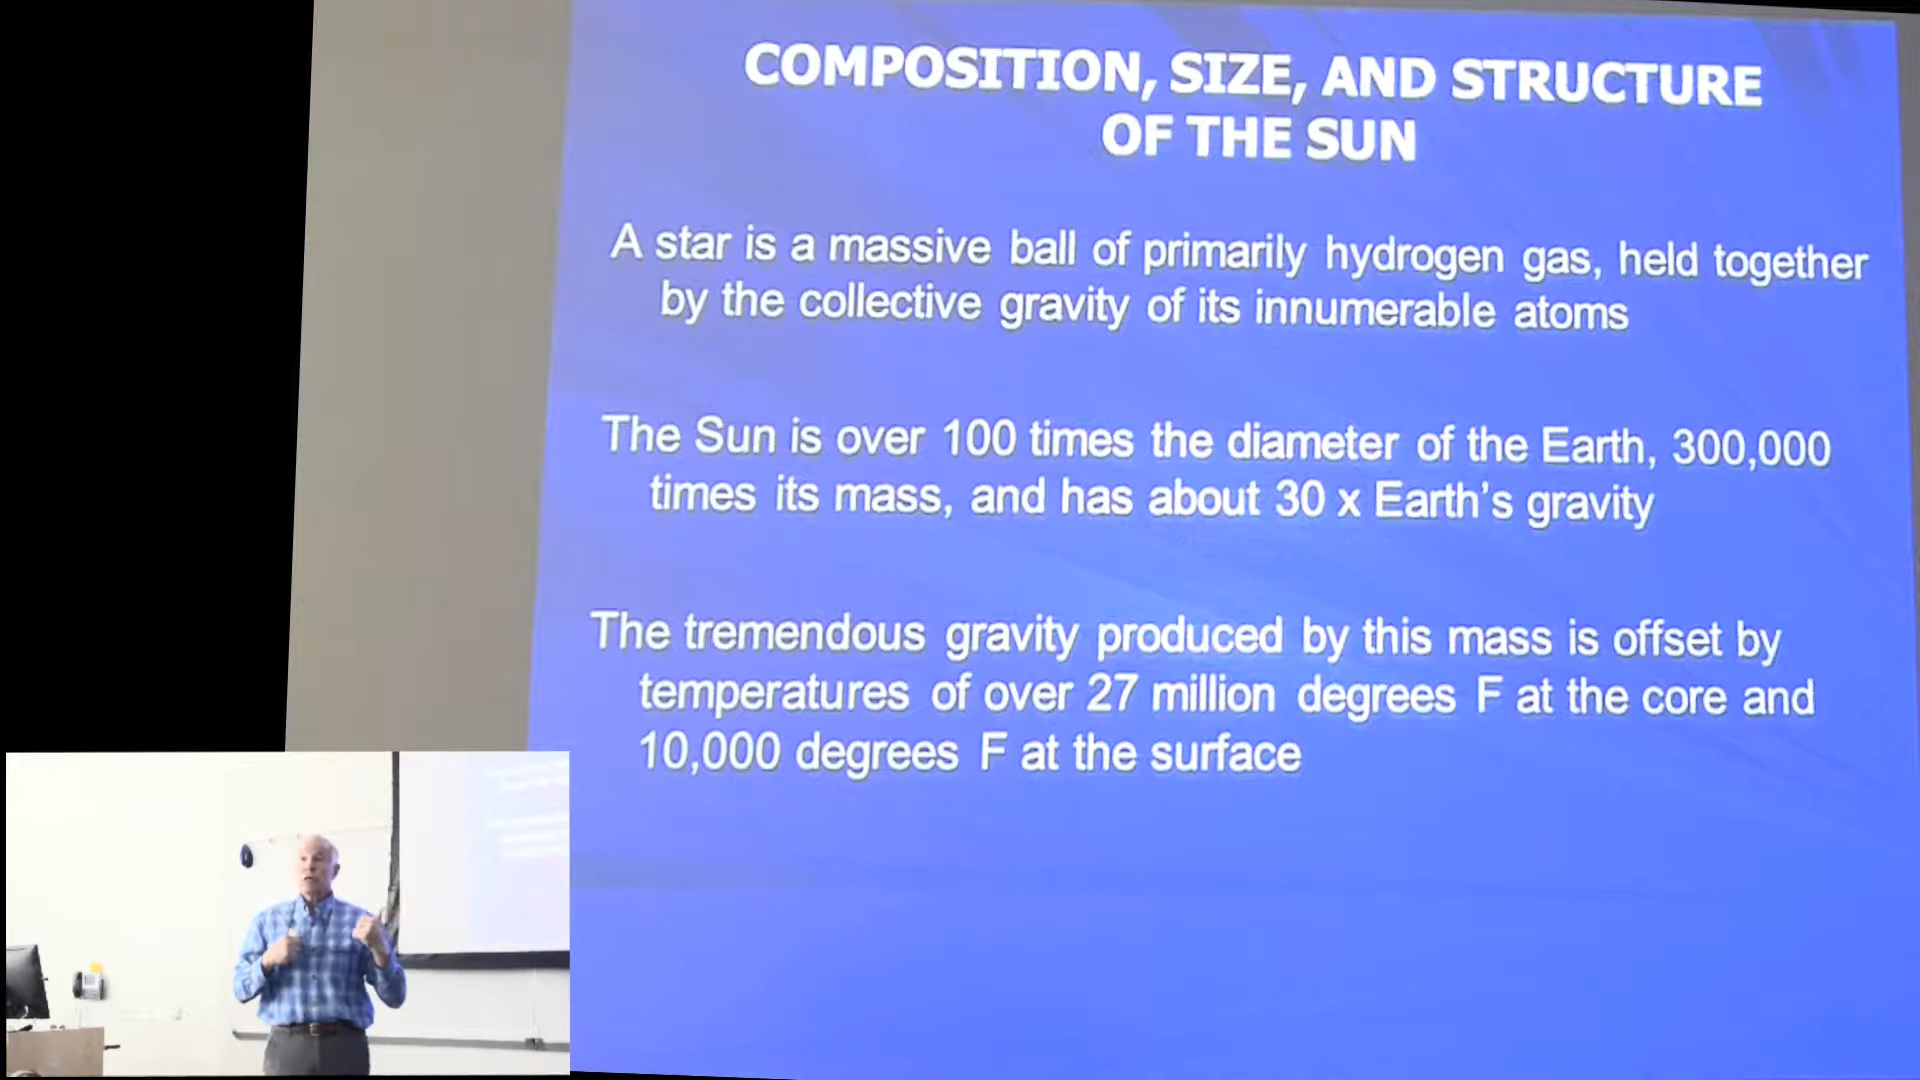 COMPOSITION, SIZE, AND STRUCTURE
OF THE SUN
A star is a massive ball of primarily hydrogen gas, held together
by the collective gravity of its innumerable atoms
The Sun is over 100 times the diameter of the Earth, 300,000
times its mass, and has about 30 x Earth's gravity
The tremendous gravity produced by this mass is offset by
temperatures of over 27 million degrees F at the core and
10,000 degrees F at the surface